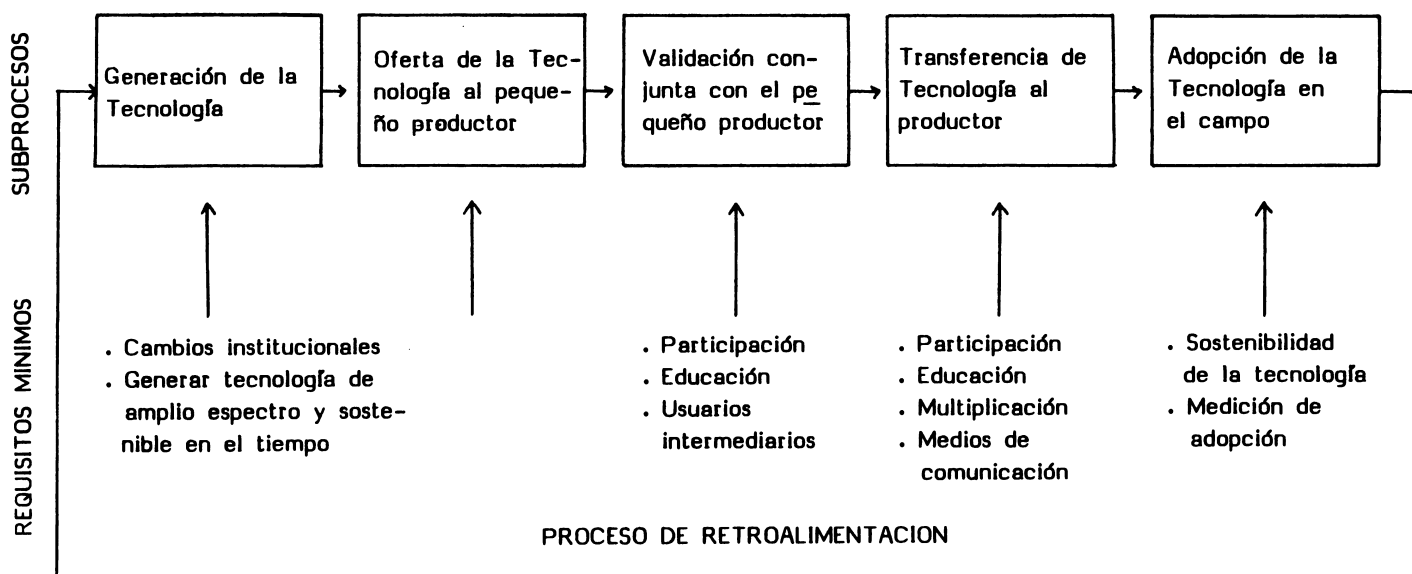 SUBPROCESOS
Generación de la
Tecnología
Oferta de la Tec-
nología al peque-
ño productor
Validación con-
junta con el pe
queño productor
Transferencia de
Tecnología al
productor
Adopción de la
Tecnología en
el campo
REQUISITOS MINIMOS
. Cambios institucionales
. Generar tecnología de
amplio espectro y soste-
nible en el tiempo
. Participación
. Educación
. Usuarios
intermediarios
. Participación
. Educación
. Multiplicación
. Medios de
comunicación
. Sostenibilidad
de la tecnología
. Medición de
adopción
PROCESO DE RETROALIMENTACION